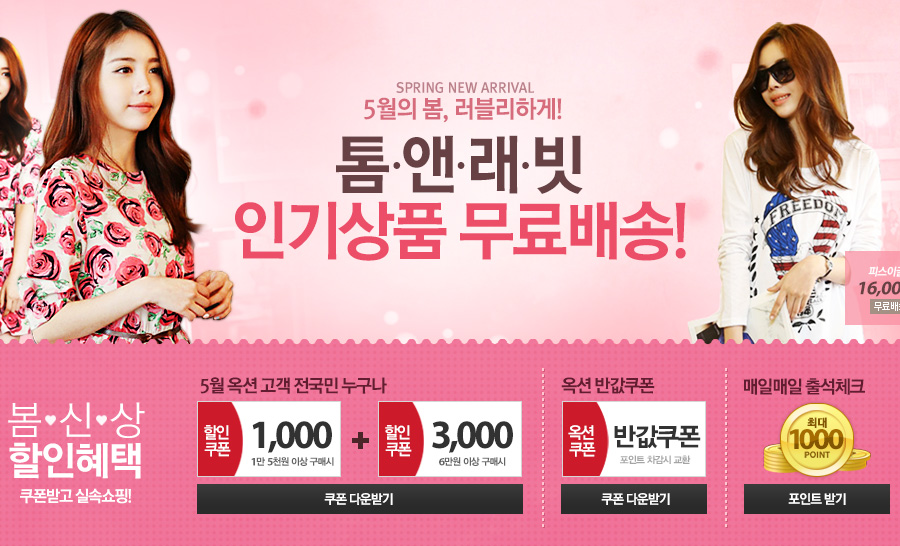 SPRING NEW ARRIVAL
5월의 봄, 러블리하게!
톰·앤·래·빗
인기상품 무료배송!
FREEDOM
16,00
무료배
봄♥신♥상
할인혜택
쿠폰받고 실속쇼핑!
5월 옥션 고객 전국민 누구나
할인쿠폰
1,000
1만 5천원 이상 구매시
+
할인쿠폰
3,000
6만원 이상 구매시
쿠폰 다운받기
옥션 반값쿠폰
옥션쿠폰
반값쿠폰
포인트 차감시 교환
쿠폰 다운받기
매일매일 출석체크
최대
1000
POINT
포인트 받기